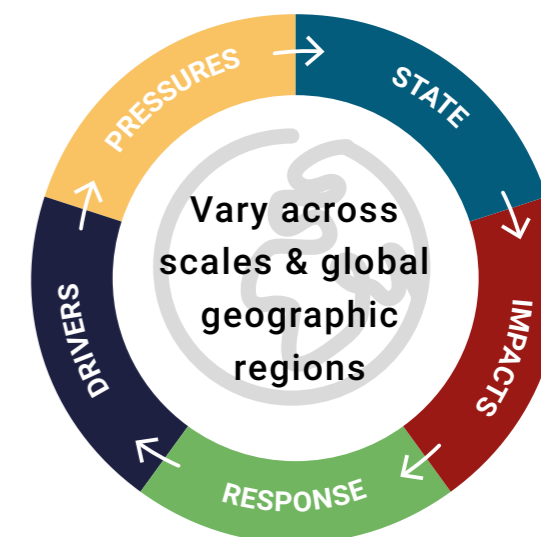 PRESSURES
STATE
IMPACTS
RESPONSE
DRIVERS
Vary across
scales & global
geographic
regions